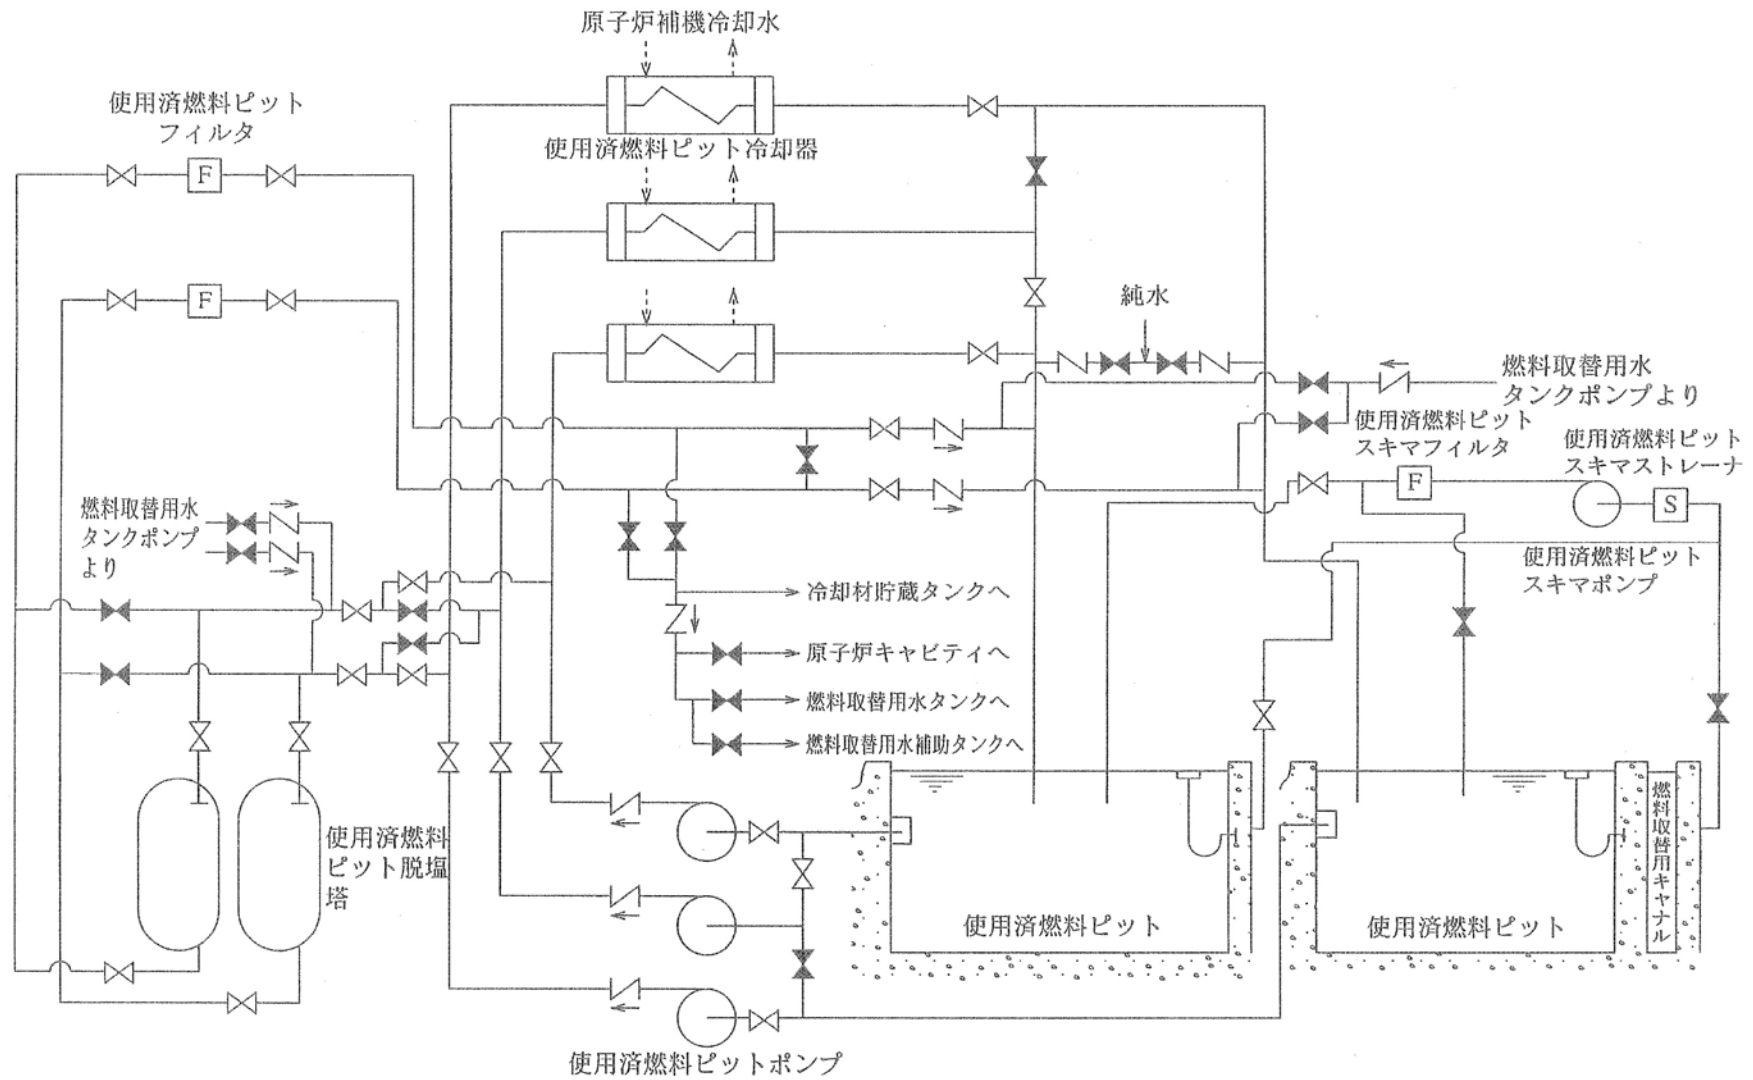 原子炉補機冷却水
使用済燃料ピット
フィルタ
F
使用済燃料ピット冷却器
F
純水
燃料取替用水
タンクポンプより
使用済燃料ピット
スキマフィルタ
F
使用済燃料ピット
スキマストレーナ
S
使用済燃料ピット
スキマポンプ
燃料取替用水
タンクポンプ
より
冷却材貯蔵タンクへ
原子炉キャビティへ
燃料取替用水タンクへ
燃料取替用水補助タンクへ
使用済燃料
ピット脱塩
塔
使用済燃料ピット
使用済燃料ピット
燃料取替用キャナル
使用済燃料ピットポンプ